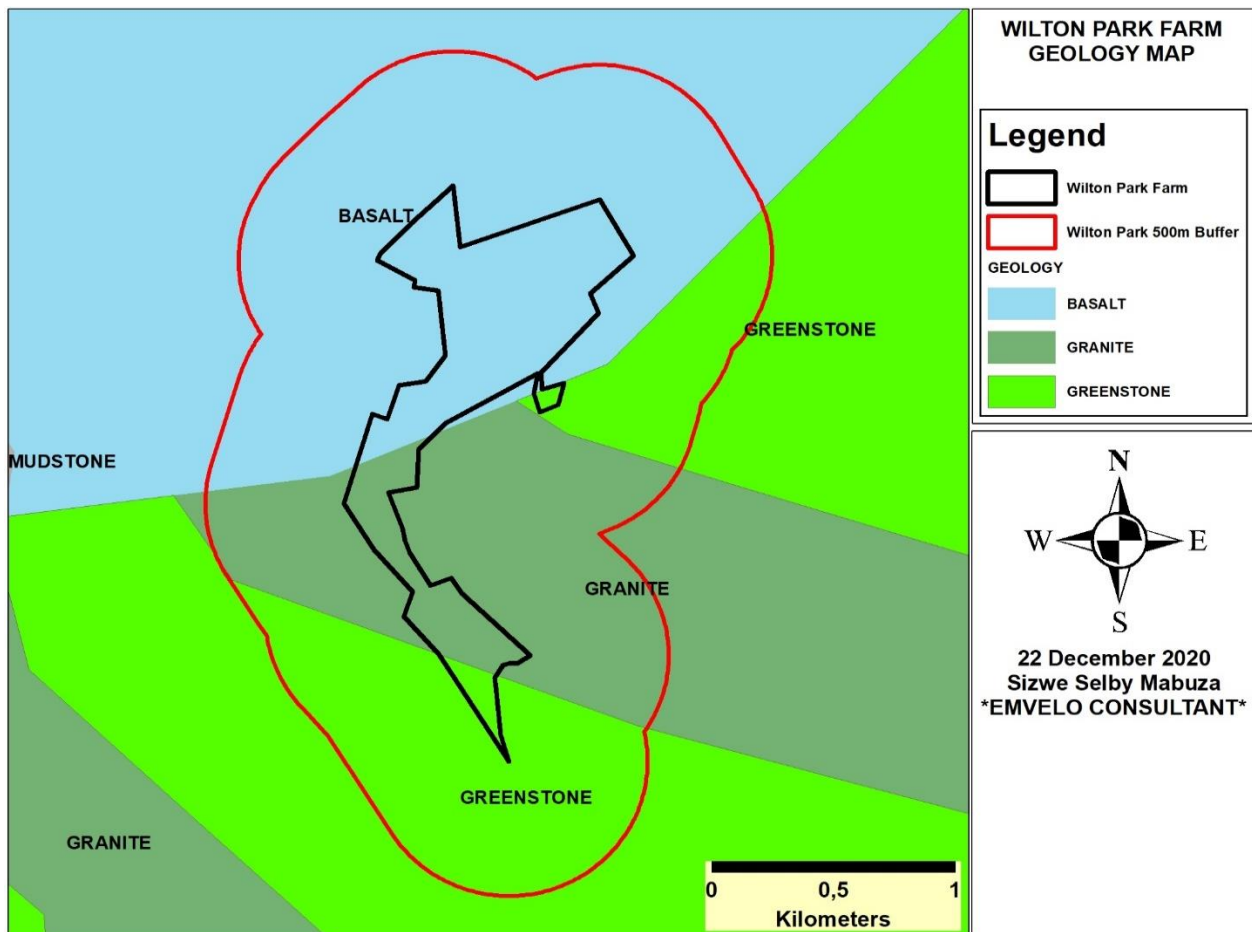 WILTON PARK FARM
GEOLOGY MAP
Legend
Wilton Park Farm
Wilton Park 500m Buffer
GEOLOGY
BASALT
GRANITE
GREENSTONE
N
W
E
S
22 December 2020
Sizwe Selby Mabuza
*EMVELO CONSULTANT*
BASALT
GREENSTONE
MUDSTONE
GRANITE
GREENSTONE
GRANITE
0 0,5 1
Kilometers